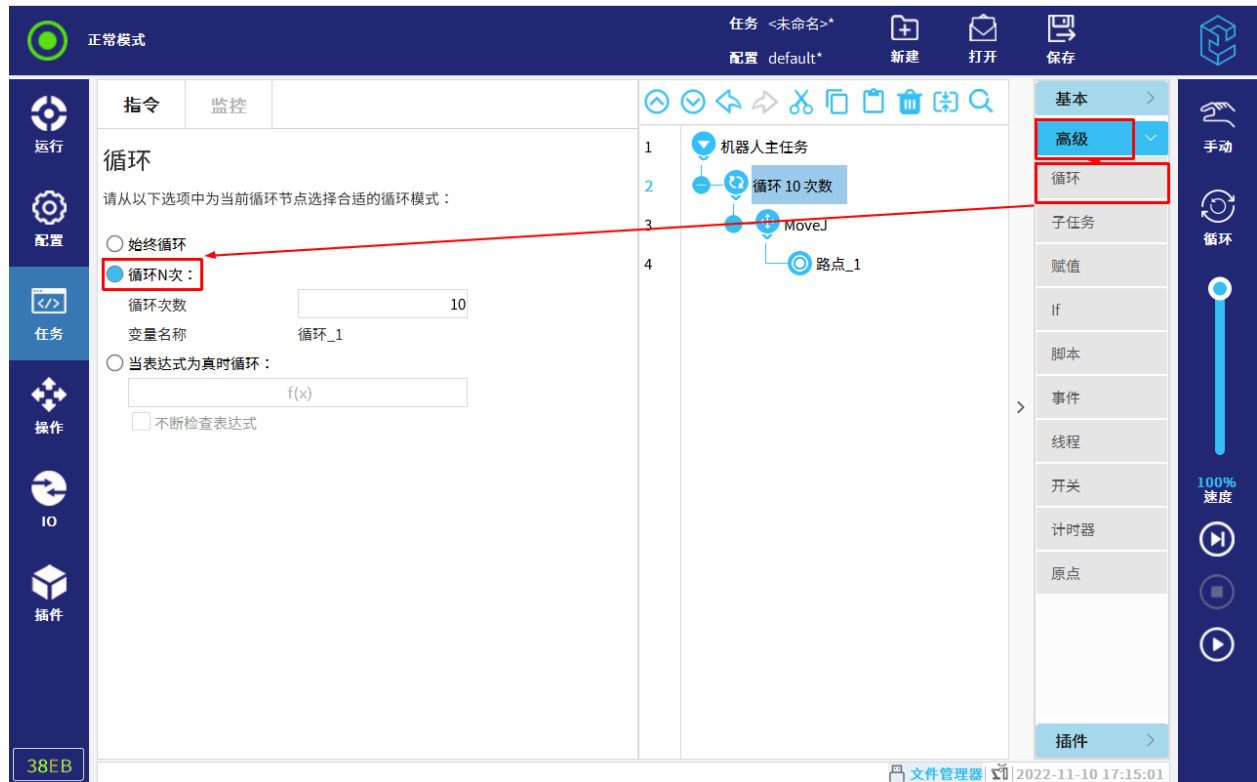 正常模式
任务 <未命名>*
配置 default*
新建
打开
保存
运行
配置
任务
操作
IO
插件
38EB
指令
监控
循环
请从以下选项中为当前循环节点选择合适的循环模式：
始终循环
循环N次：
循环次数 10
变量名称 循环_1
当表达式为真时循环：
f(x)
不断检查表达式
1 机器人主任务
2 循环 10 次数
3 MoveJ
4 路点_1
基本
高级
循环
子任务
赋值
If
脚本
事件
线程
开关
计时器
原点
插件
手动
循环
100%
速度
文件管理器
2022-11-10 17:15:01